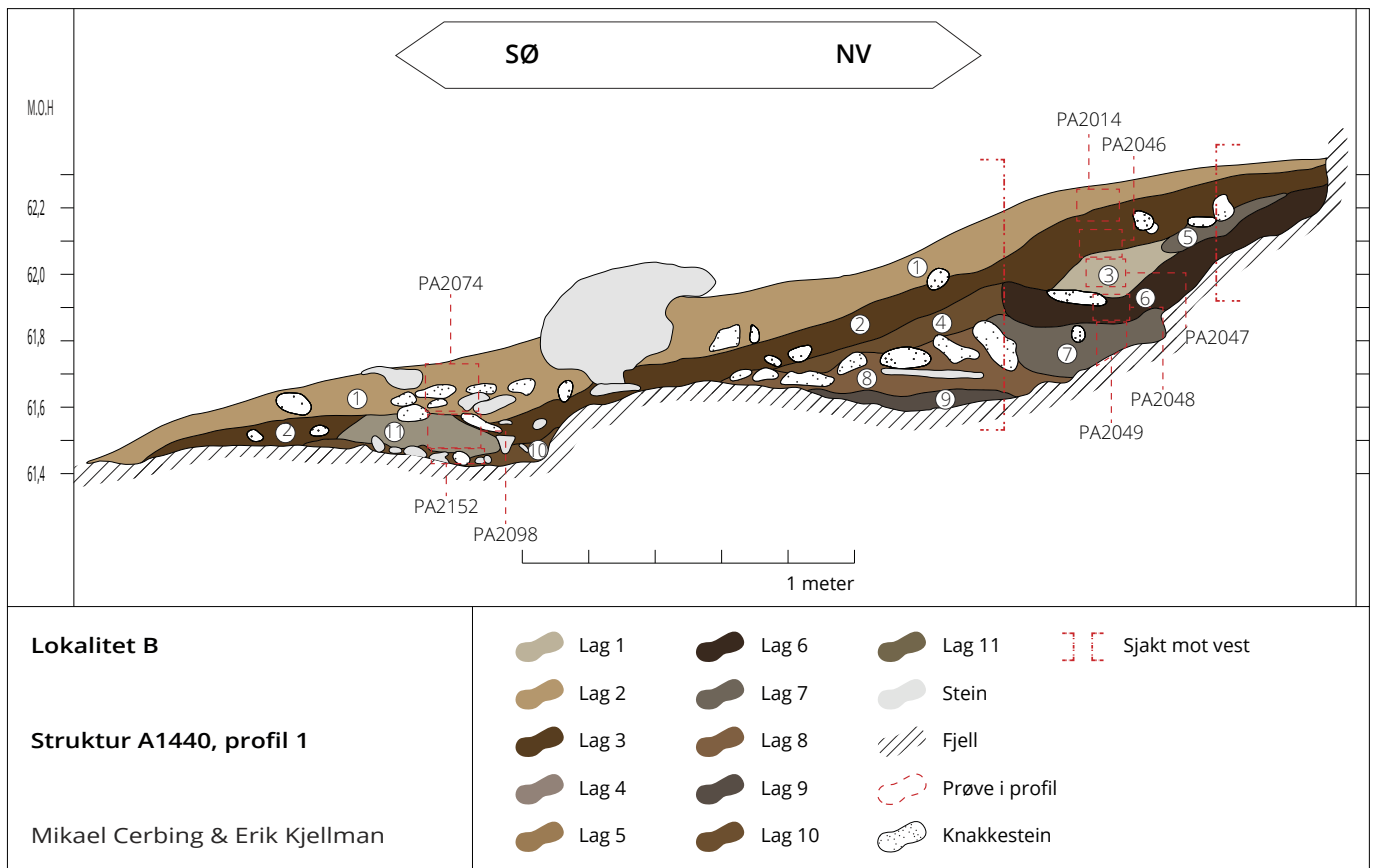 SØ NV
M.O.H
PA2014
PA2046
62,2
5
1
62,0
3
PA2074
6
4
61,8
2
7
PA2047
8
1
9
PA2048
61,6
2
11
PA2049
10
61,4
PA2152
PA2098
1 meter
Lokalitet B
Struktur A1440, profil 1
Mikael Cerbing & Erik Kjellman
Lag 1
Lag 2
Lag 3
Lag 4
Lag 5
Lag 6
Lag 7
Lag 8
Lag 9
Lag 10
Lag 11
Stein
Fjell
Prøve i profil
Knakkestein
Sjakt mot vest